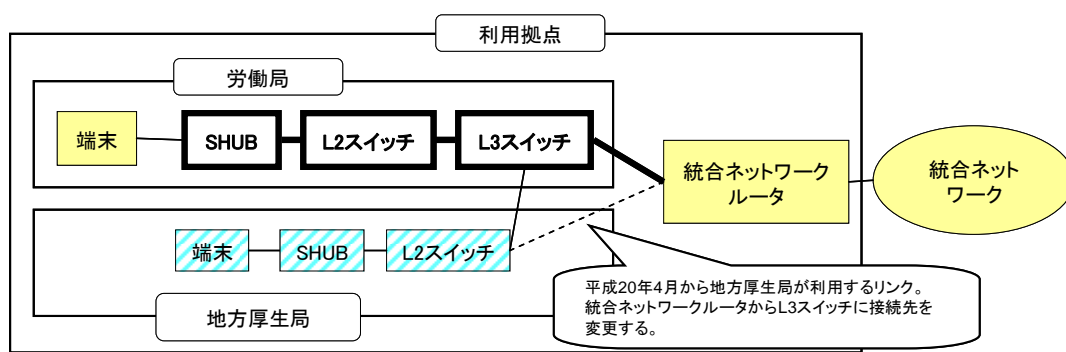 利用拠点
労働局
端末
SHUB
L2スイッチ
L3スイッチ
統合ネットワーク
ルータ
統合ネット
ワーク
端末
SHUB
L2スイッチ
地方厚生局
平成20年4月から地方厚生局が利用するリンク。
統合ネットワークルータからL3スイッチに接続先を
変更する。